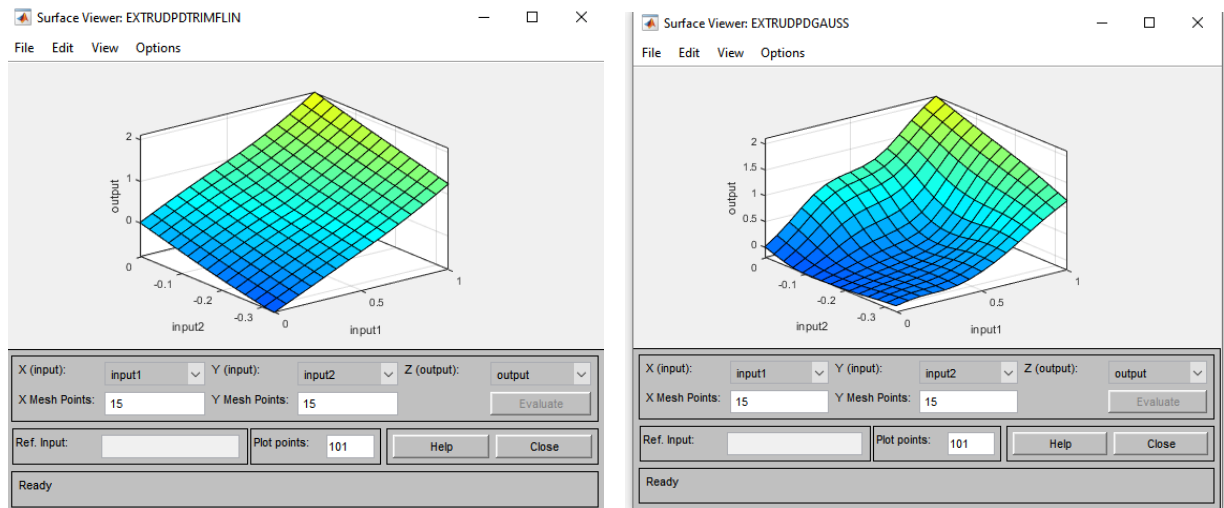 Surface Viewer: EXTRUDPDTRIMFLIN
File Edit View Options
2
1
0
output
0
-0.1
-0.2
-0.3
input2
0
0.5
1
input1
X (input): input1 Y (input): input2 Z (output): output
X Mesh Points: 15 Y Mesh Points: 15 Evaluate
Ref. Input: Plot points: 101 Help Close
Ready
Surface Viewer: EXTRUDPDGAUSS
File Edit View Options
2
1.5
1
0.5
0
output
0
-0.1
-0.2
-0.3
input2
0
0.5
1
input1
X (input): input1 Y (input): input2 Z (output): output
X Mesh Points: 15 Y Mesh Points: 15 Evaluate
Ref. Input: Plot points: 101 Help Close
Ready